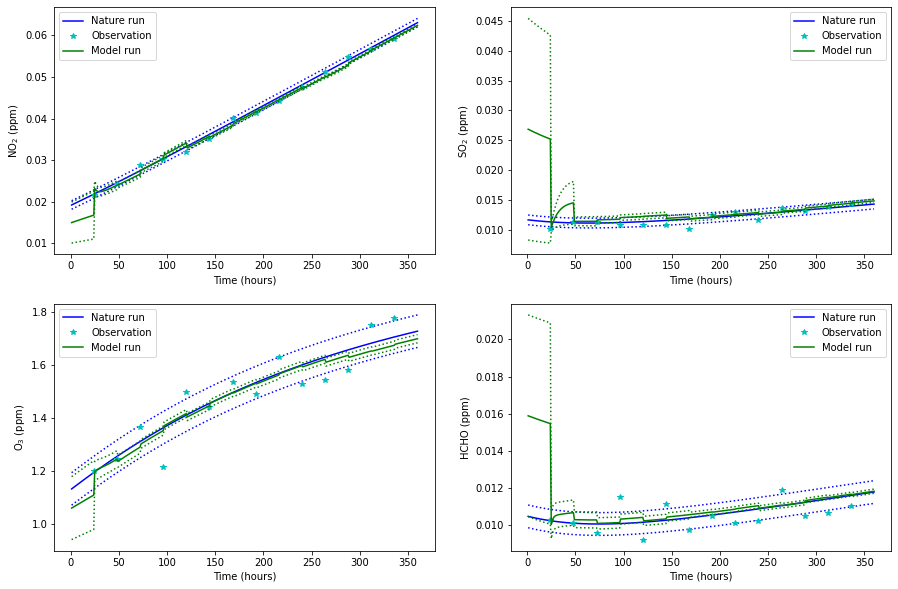 Nature run
Observation
Model run
NO₂ (ppm)
0.06
0.05
0.04
0.03
0.02
0.01
0 50 100 150 200 250 300 350
Time (hours)
Nature run
Observation
Model run
SO₂ (ppm)
0.045
0.040
0.035
0.030
0.025
0.020
0.015
0.010
0 50 100 150 200 250 300 350
Time (hours)
Nature run
Observation
Model run
O₃ (ppm)
1.8
1.6
1.4
1.2
1.0
0 50 100 150 200 250 300 350
Time (hours)
Nature run
Observation
Model run
HCHO (ppm)
0.020
0.018
0.016
0.014
0.012
0.010
0 50 100 150 200 250 300 350
Time (hours)